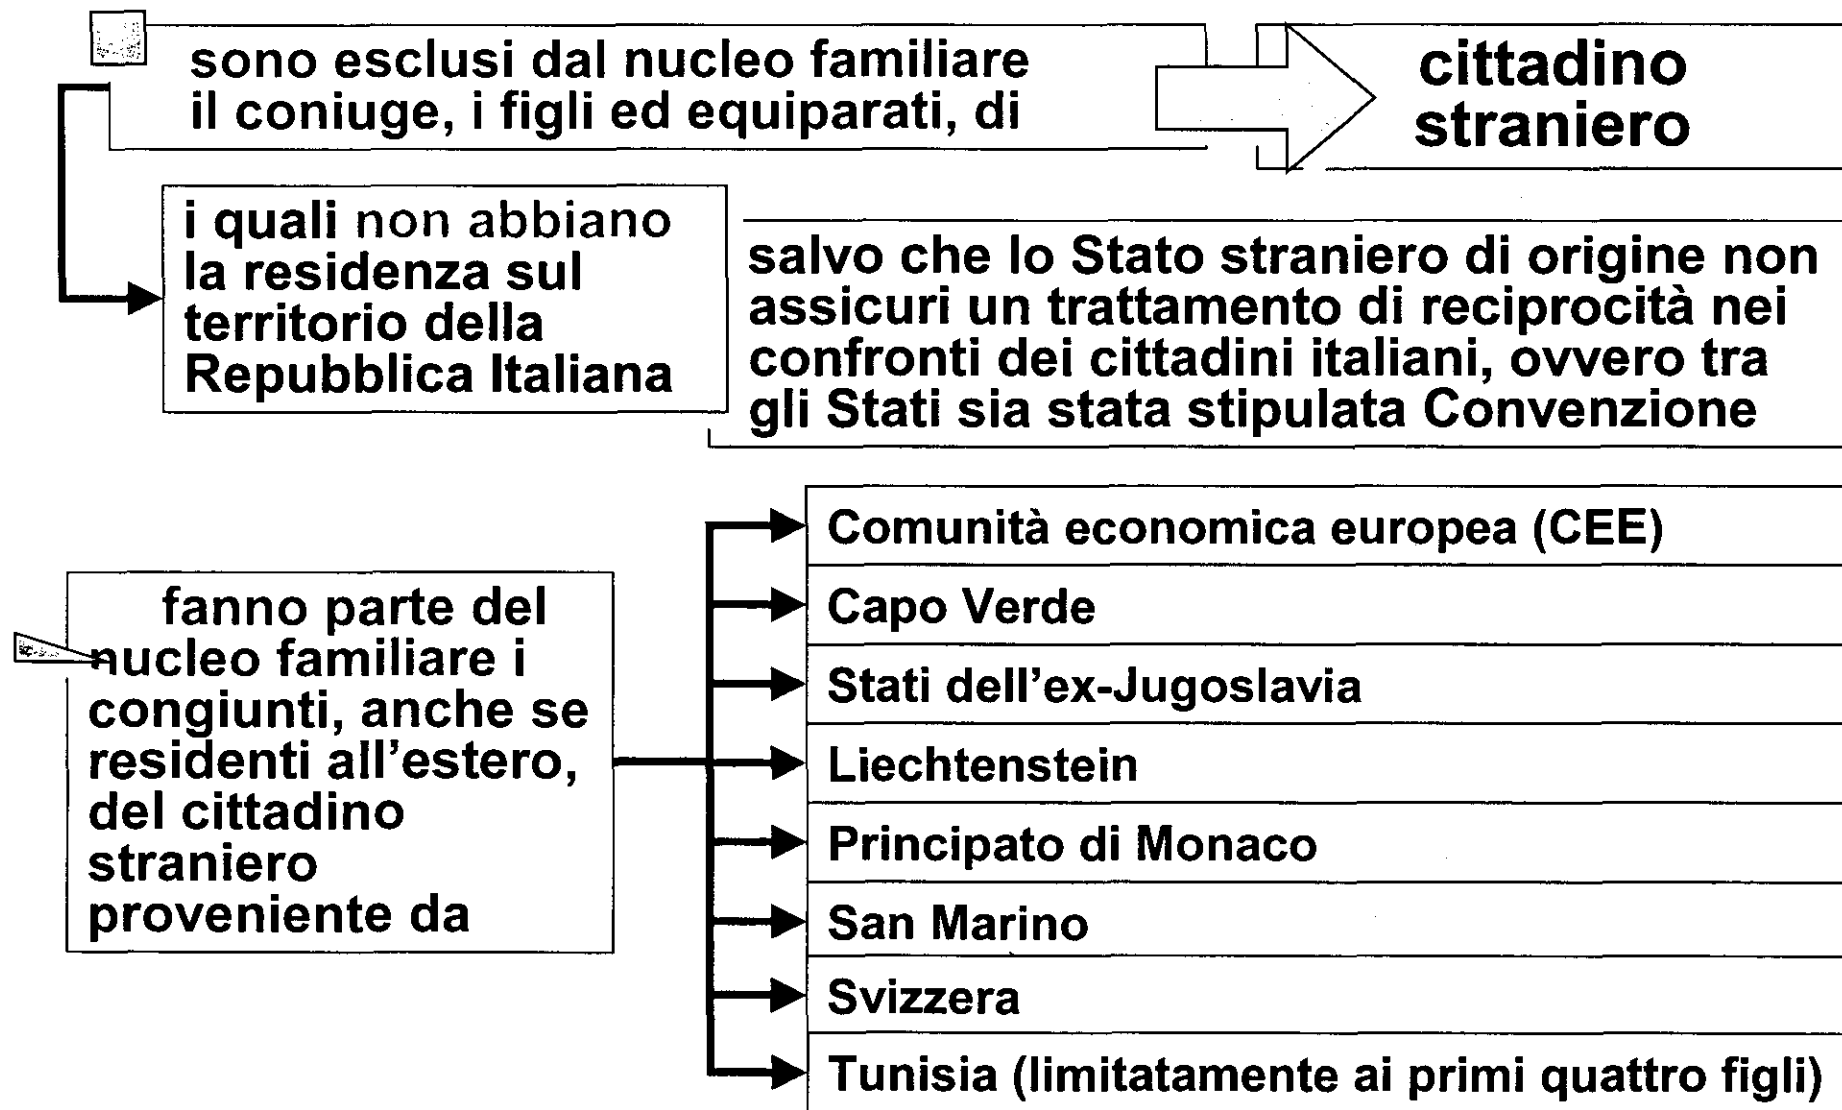 sono esclusi dal nucleo familiare
il coniuge, i figli ed equiparati, di
cittadino
straniero
i quali non abbiano
la residenza sul
territorio della
Repubblica Italiana
salvo che lo Stato straniero di origine non
assicuri un trattamento di reciprocità nei
confronti dei cittadini italiani, ovvero tra
gli Stati sia stata stipulata Convenzione
fanno parte del
nucleo familiare i
congiunti, anche se
residenti all'estero,
del cittadino
straniero
proveniente da
Comunità economica europea (CEE)
Capo Verde
Stati dell'ex-Jugoslavia
Liechtenstein
Principato di Monaco
San Marino
Svizzera
Tunisia (limitatamente ai primi quattro figli)